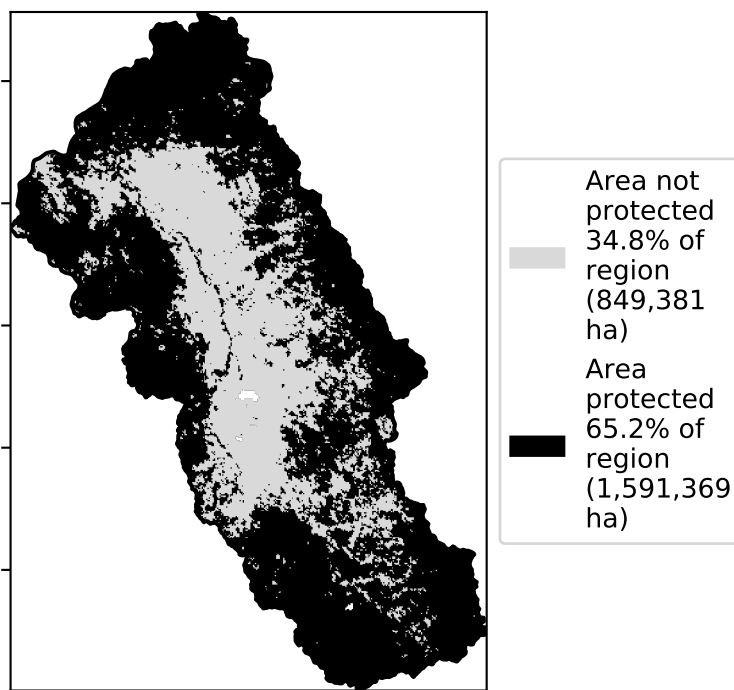 Area not
protected
34.8% of
region
(849,381
ha)
Area
protected
65.2% of
region
(1,591,369
ha)